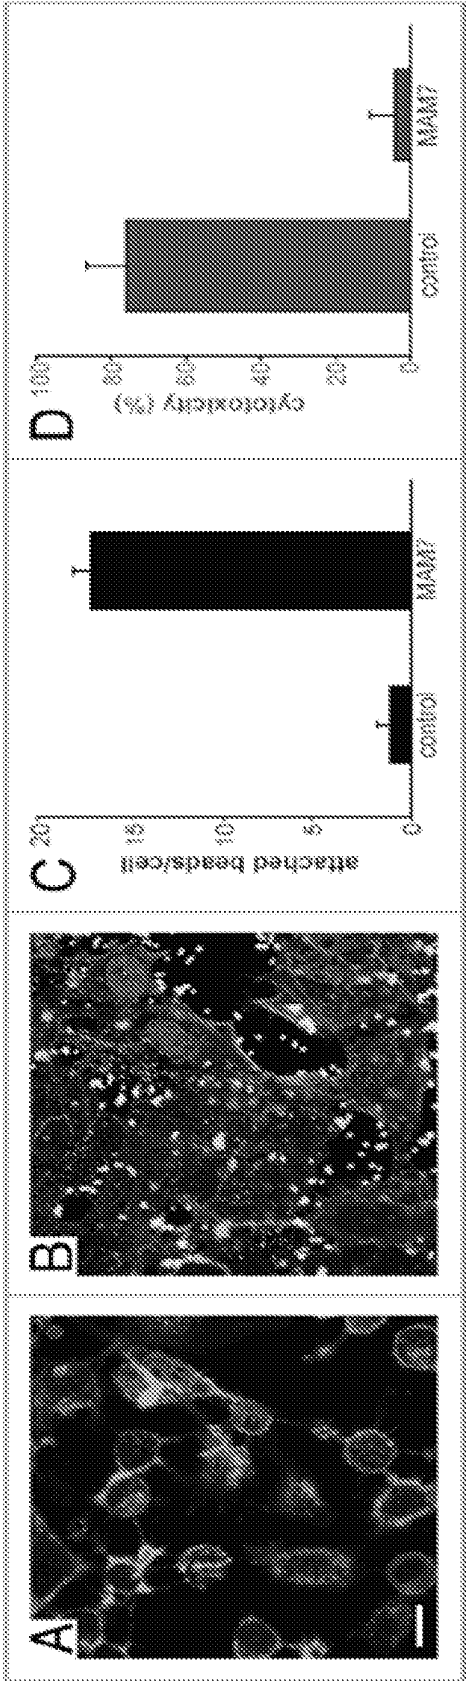 A
B
C
attached beads/cell
20
15
10
5
0
control
MAM7
D
cytotoxicity (%)
100
80
60
40
20
0
control
MAM7